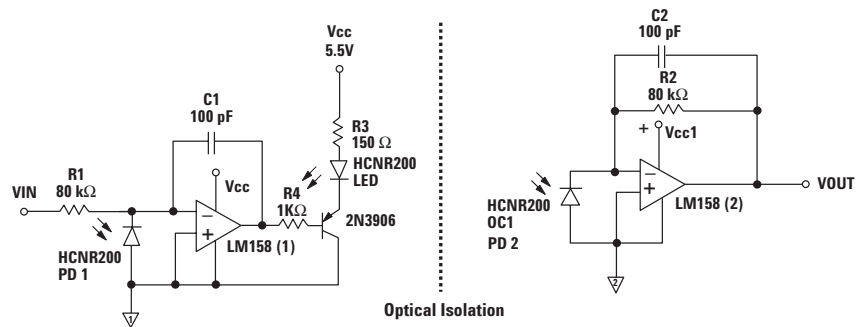 Vcc
5.5V
C1
100 pF
R3
150 Ω
HCNR200
LED
R1
80 kΩ
VIN
Vcc
R4
1KΩ
2N3906
–
+
LM158 (1)
HCNR200
PD 1
1
Optical Isolation
C2
100 pF
R2
80 kΩ
+
Vcc1
–
+
LM158 (2)
VOUT
HCNR200
OC1
PD 2
2